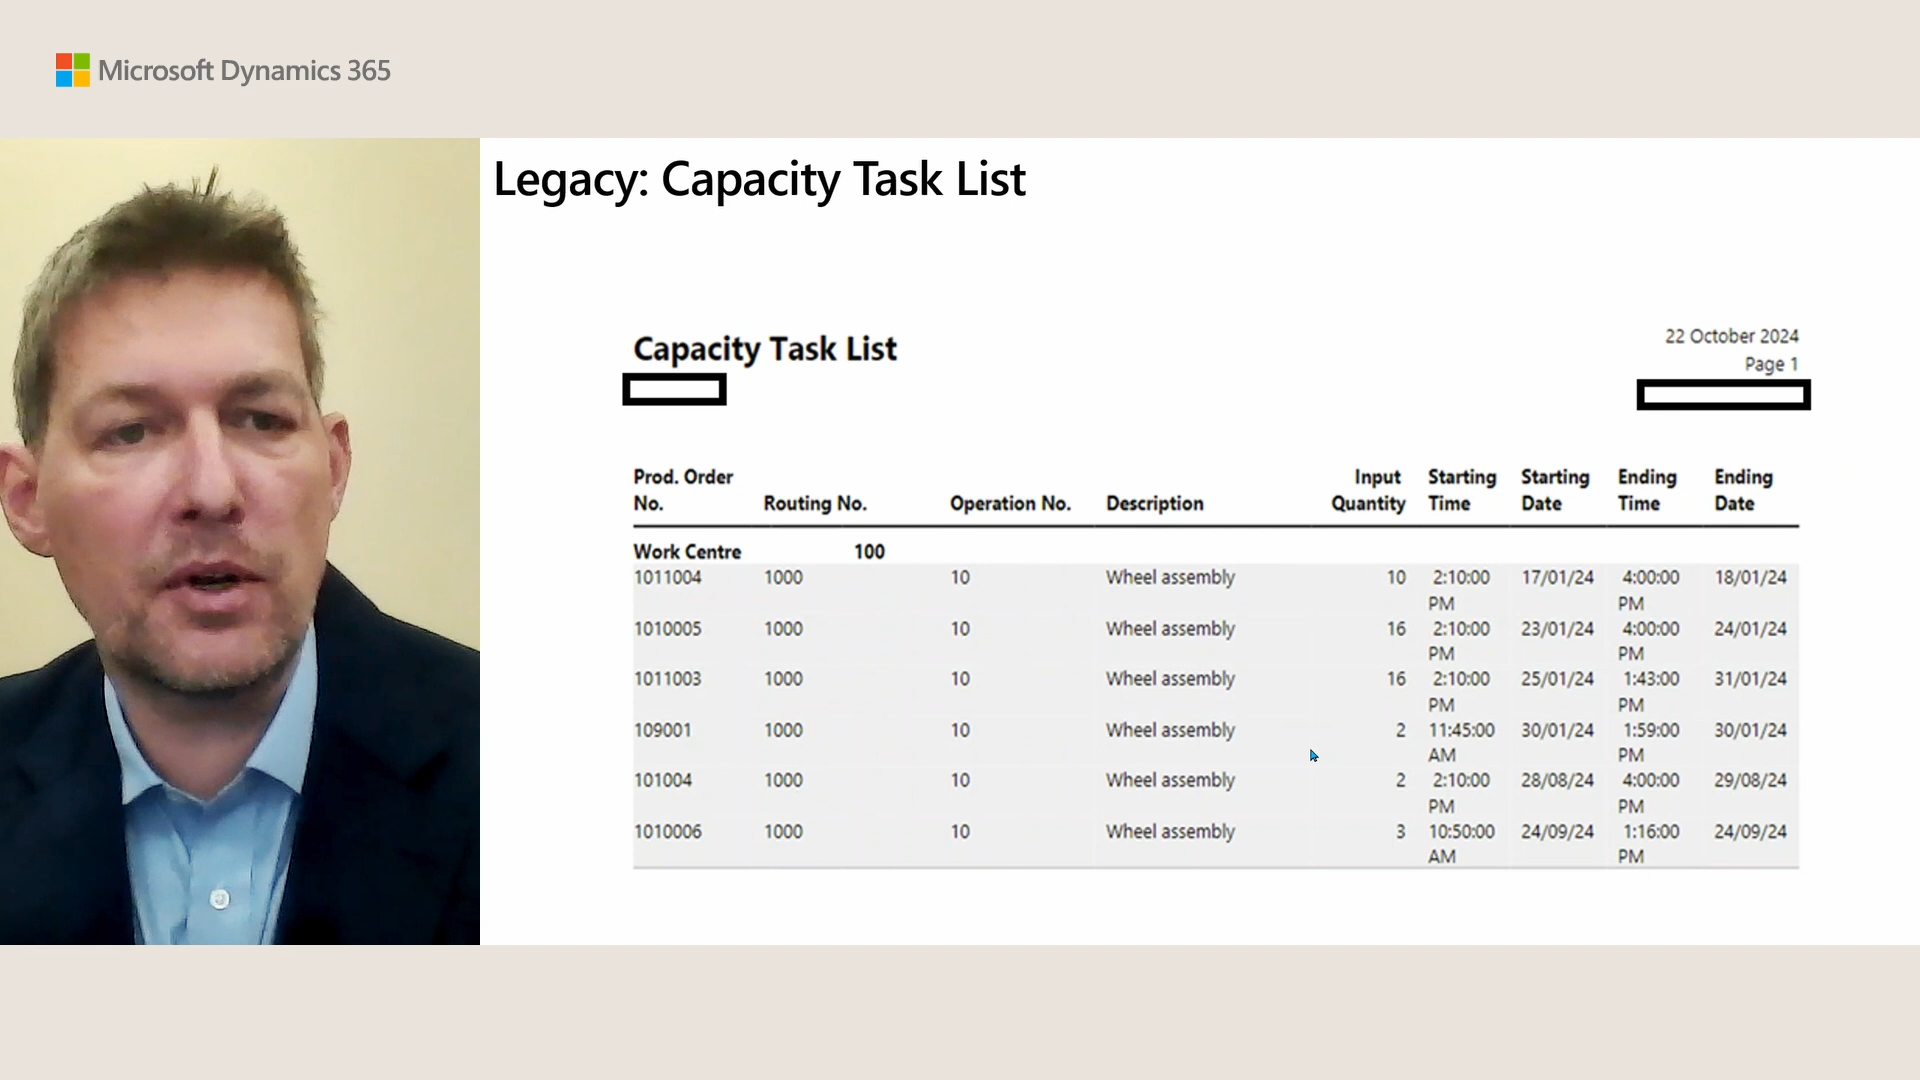 Microsoft Dynamics 365
Legacy: Capacity Task List
Capacity Task List
22 October 2024
Page 1
Prod. Order No. Routing No. Operation No. Description Input Quantity Starting Time Starting Date Ending Time Ending Date
Work Centre 100
1011004 1000 10 Wheel assembly 10 2:10:00 PM 17/01/24 4:00:00 PM 18/01/24
1010005 1000 10 Wheel assembly 16 2:10:00 PM 23/01/24 4:00:00 PM 24/01/24
1011003 1000 10 Wheel assembly 16 2:10:00 PM 25/01/24 1:43:00 PM 31/01/24
109001 1000 10 Wheel assembly 2 11:45:00 AM 30/01/24 1:59:00 PM 30/01/24
101004 1000 10 Wheel assembly 2 2:10:00 PM 28/08/24 4:00:00 PM 29/08/24
1010006 1000 10 Wheel assembly 3 10:50:00 AM 24/09/24 1:16:00 PM 24/09/24